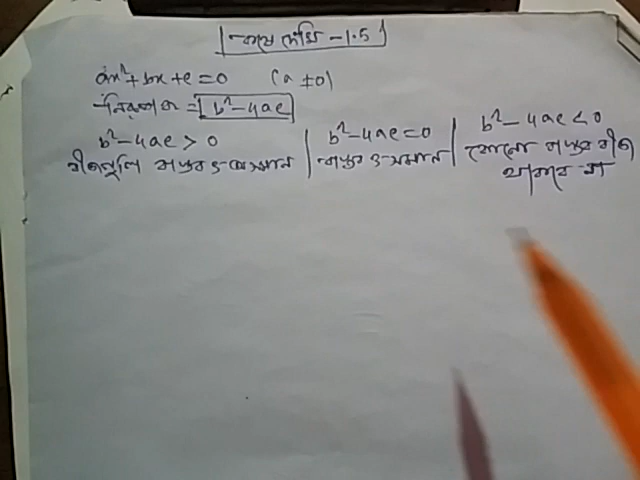 কষে দেখি - 1.5
ax²+bx+c=0 (a ≠0)
নিরূপক = b²-4ac
b²-4ac > 0
বীজগুলি বাস্তব ও অসমান
b²-4ac=0
বাস্তব ও সমান
b²-4ac<0
কোনো বাস্তব বীজ
থাকবে না